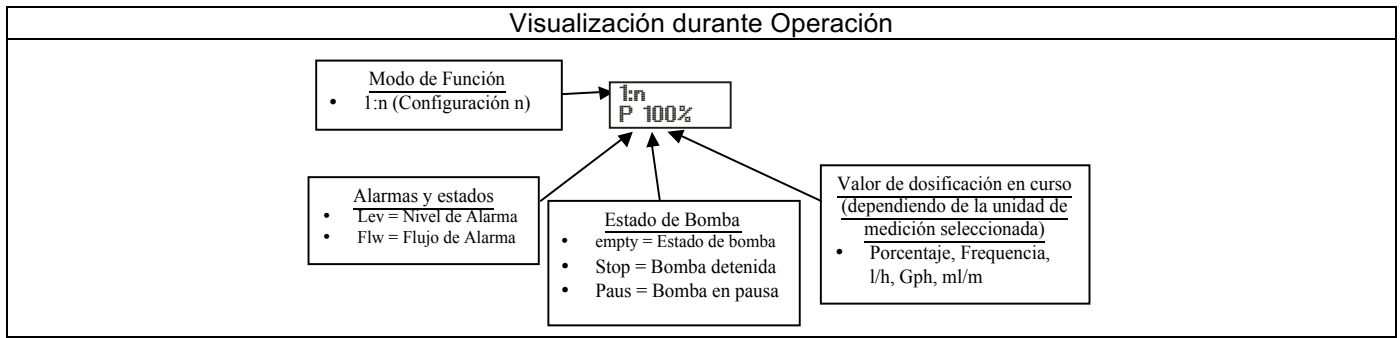 Visualización durante Operación
Modo de Función
• 1:n (Configuración n)
1:n
P 100%
Alarmas y estados
• Lev = Nivel de Alarma
• Flw = Flujo de Alarma
Estado de Bomba
• empty = Estado de bomba
• Stop = Bomba detenida
• Paus = Bomba en pausa
Valor de dosificación en curso
(dependiendo de la unidad de
medición seleccionada)
• Porcentaje, Frequencia,
l/h, Gph, ml/m